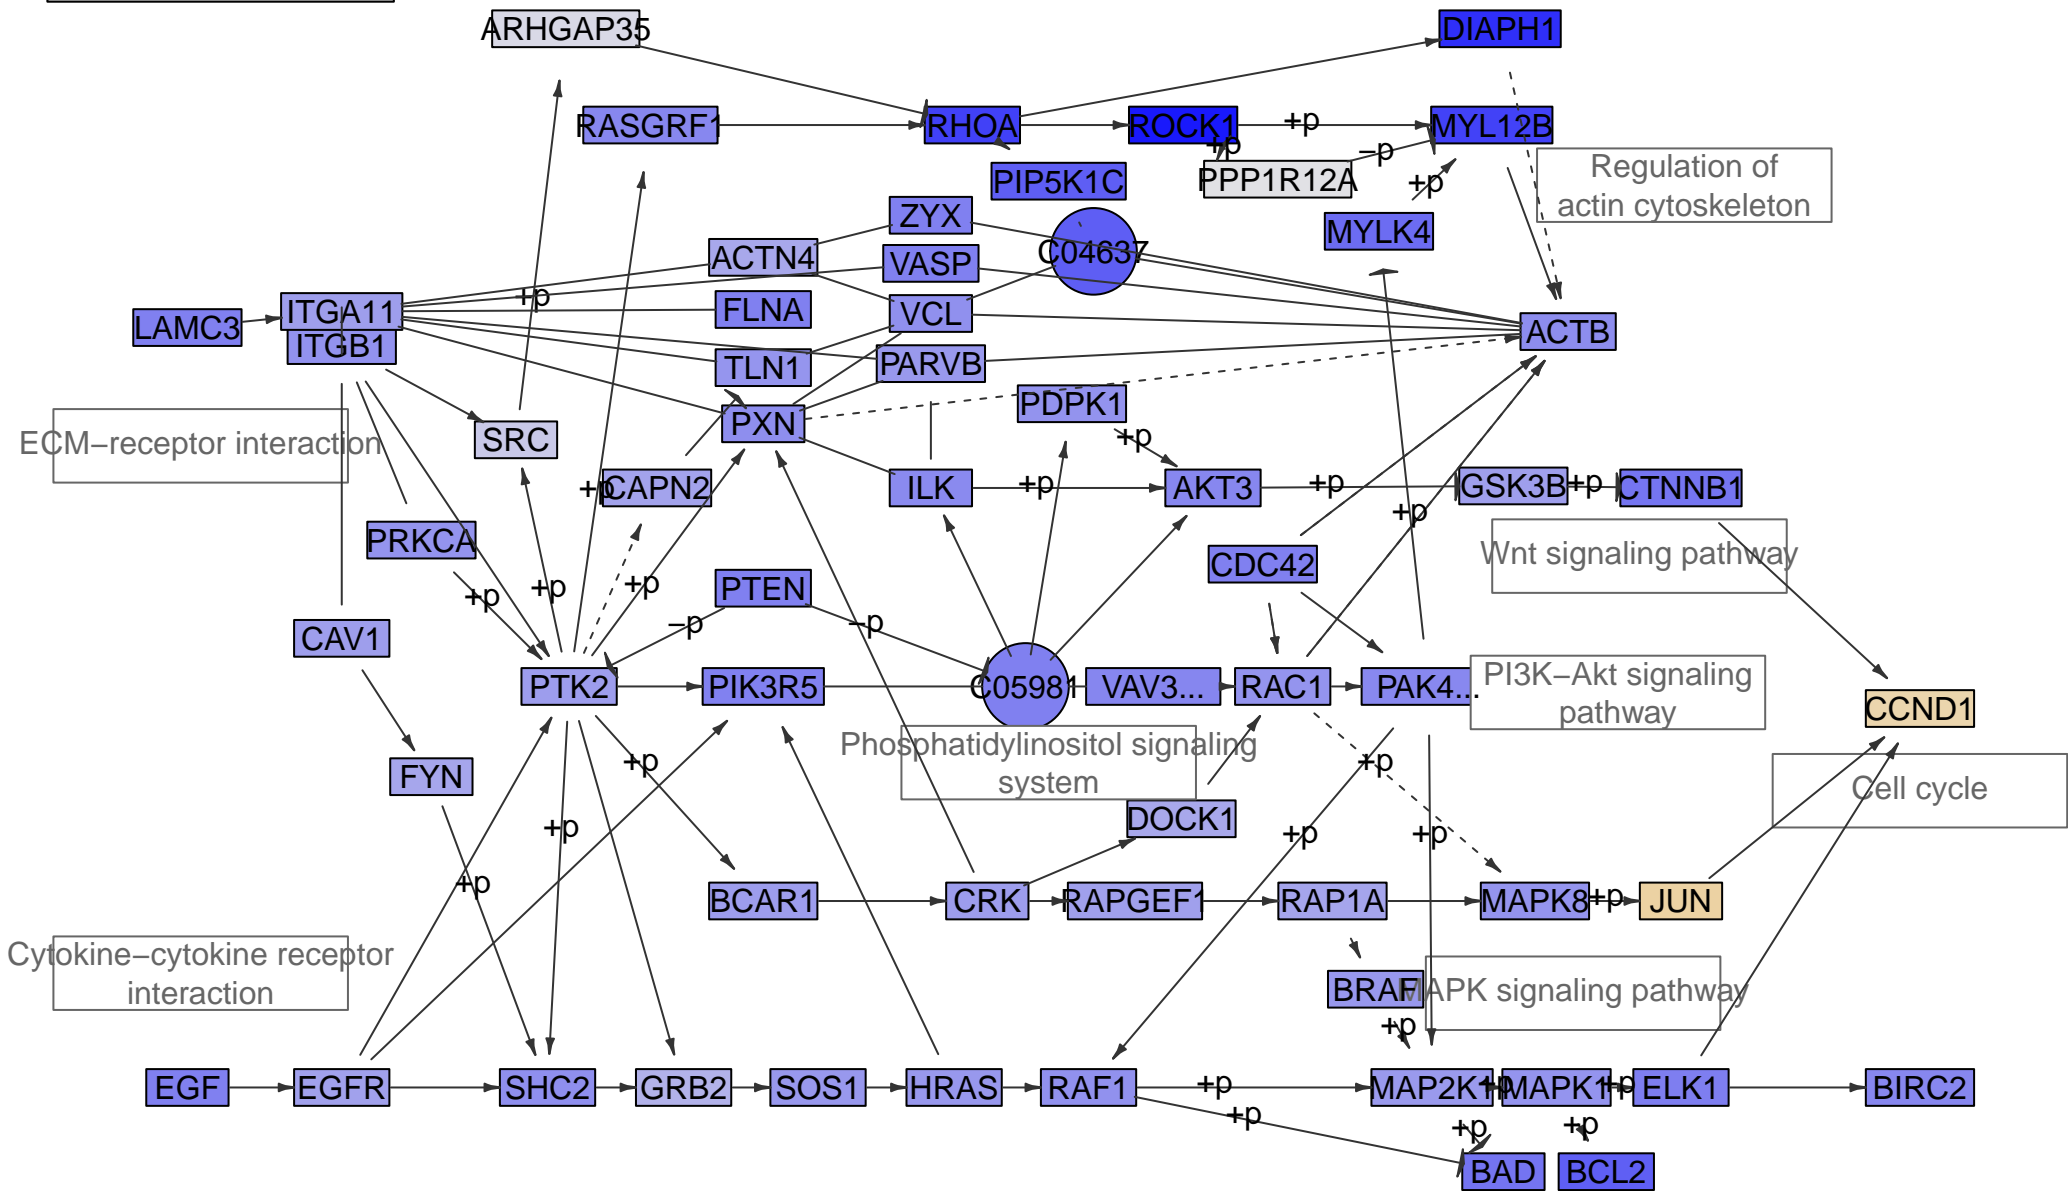 ARHGAP35
DIAPH1
RASGRF1
RHOA
ROCK1
+p
MYL12B
+p
−p
PIP5K1C
PPP1R12A
+p
Regulation of
actin cytoskeleton
ZYX
MYLK4
ACTN4
VASP
C04637
+p
ITGA11
FLNA
VCL
LAMC3
ITGB1
ACTB
TLN1
PARVB
PDPK1
PXN
+p
ECM−receptor interaction
SRC
+p
CAPN2
ILK
+p
AKT3
+p
GSK3B
+p
CTNNB1
+p
PRKCA
Wnt signaling pathway
CDC42
+p
+p
+p
PTEN
−p
−p
CAV1
PTK2
PIK3R5
C05981
VAV3...
RAC1
PAK4...
PI3K−Akt signaling
pathway
CCND1
Phosphatidylinositol signaling
system
+p
+p
FYN
Cell cycle
DOCK1
+p
+p
+p
+p
BCAR1
CRK
RAPGEF1
RAP1A
MAPK8
+p
JUN
Cytokine−cytokine receptor
interaction
BRAF
MAPK signaling pathway
+p
EGF
EGFR
SHC2
GRB2
SOS1
HRAS
RAF1
+p
MAP2K1
+p
MAPK1
+p
ELK1
BIRC2
+p
+p
+p
BAD
BCL2